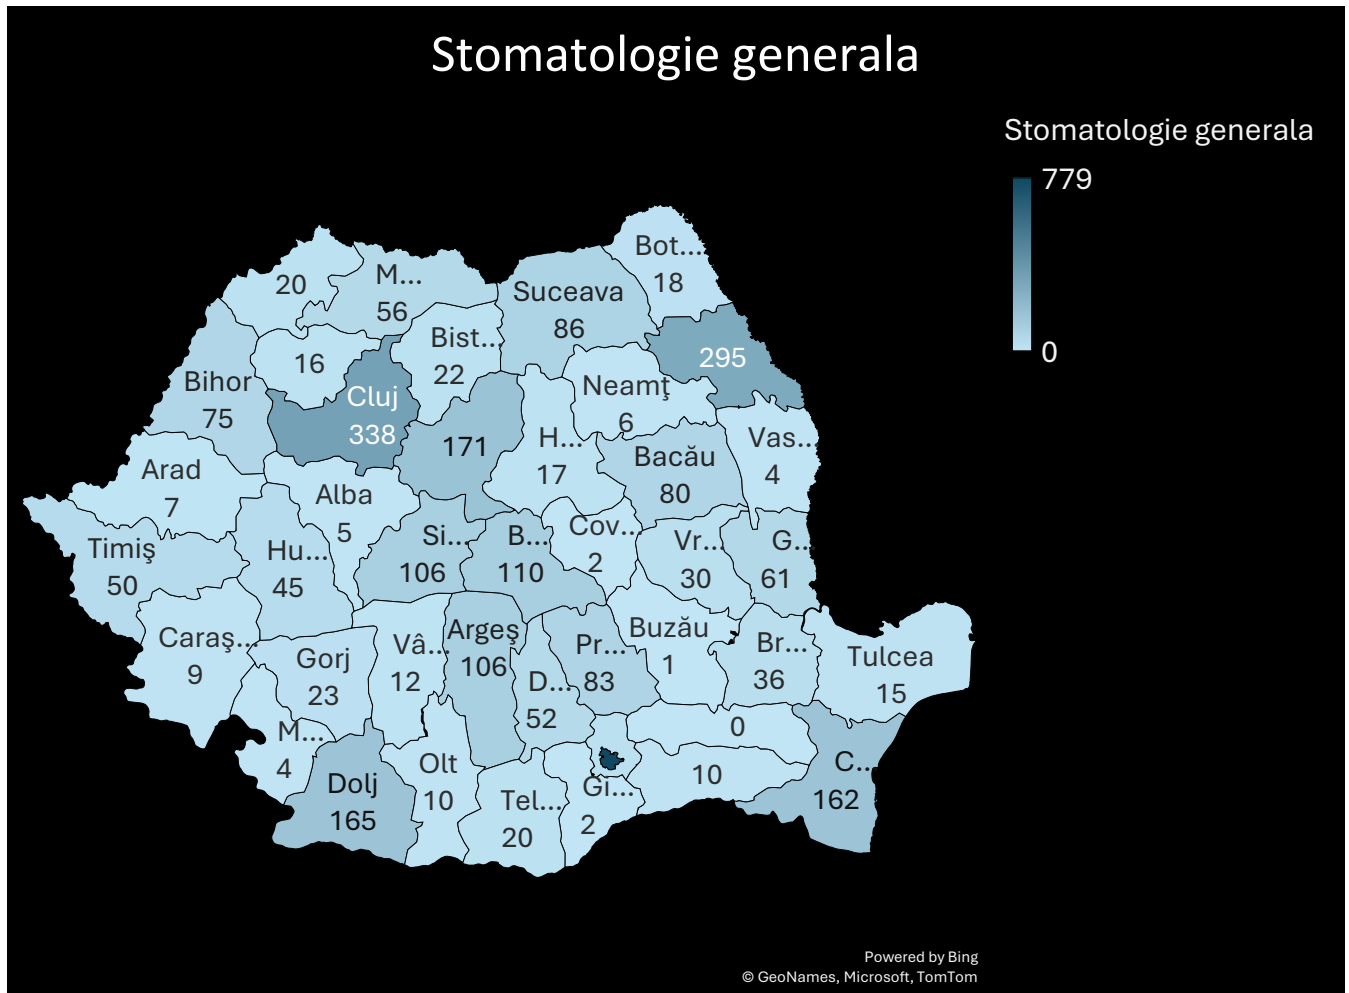 Stomatologie generala
Stomatologie generala
779
0
Bot....
18
20
M...
56
Suceava
86
295
Bist...
22
16
Bihor
75
Cluj
338
Neamţ
6
171
H...
17
Vas...
4
Bacău
80
Arad
7
Alba
5
Timiş
50
Hu...
45
Si...
106
B...
110
Cov...
2
Vr...
30
G...
61
Caraş...
9
Gorj
23
Vâ...
12
Argeş
106
D...
52
Pr...
83
Buzău
1
Br...
36
Tulcea
15
M...
4
Dolj
165
Olt
10
Tel...
20
Gi...
2
0
10
C...
162
Powered by Bing
© GeoNames, Microsoft, TomTom